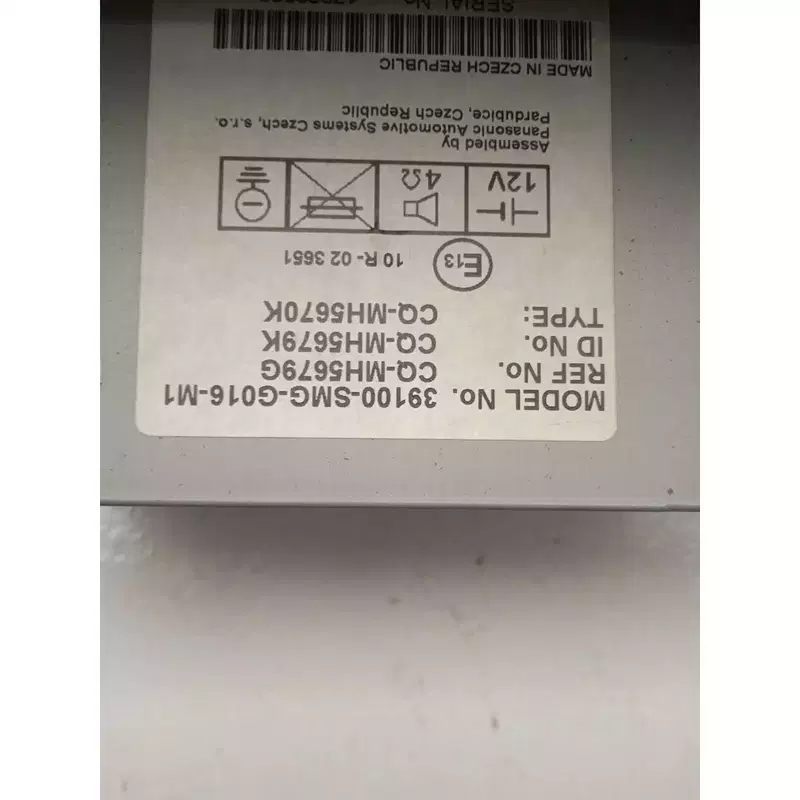 MODEL No. 39100-SMG-G016-M1
REF No. CQ-MH5679G
ID No. CQ-MH5679K
TYPE: CQ-MH5670K
E13 10 R- 02 3651
12V 4Ω
Assembled by
Panasonic Automotive Systems Czech, s.r.o.
Pardubice, Czech Republic
MADE IN CZECH REPUBLIC
SERIAL No.